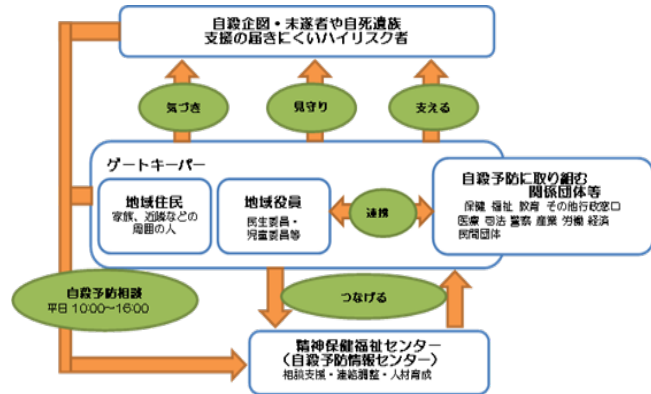 自殺企図・未遂者や自死遺族
支援の届きにくいハイリスク者
気づき
見守り
支える
ゲートキーパー
地域住民
家族、近隣などの
周囲の人
地域役員
民生委員・
児童委員等
連携
自殺予防に取り組む
関係団体等
保健 福祉 教育 その他行政窓口
医療 司法 警察 産業 労働 経済
民間団体
自殺予防相談
平日 10:00～16:00
つなげる
精神保健福祉センター
（自殺予防情報センター）
相談支援・連絡調整・人材育成